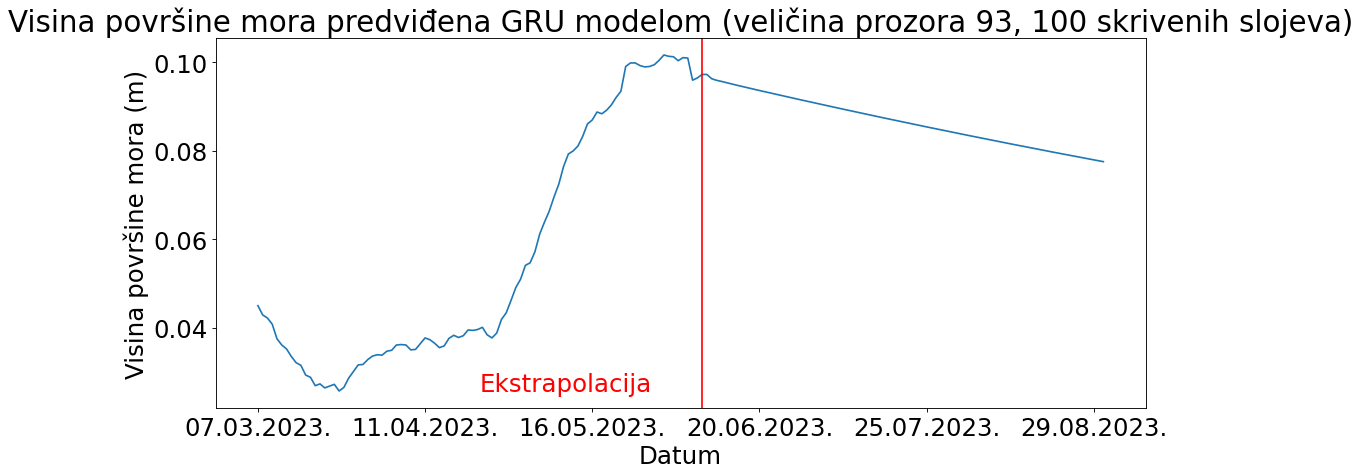 Visina površine mora predviđena GRU modelom (veličina prozora 93, 100 skrivenih slojeva)
Visina površine mora (m)
0.10
0.08
0.06
0.04
Ekstrapolacija
07.03.2023. 11.04.2023. 16.05.2023. 20.06.2023. 25.07.2023. 29.08.2023.
Datum